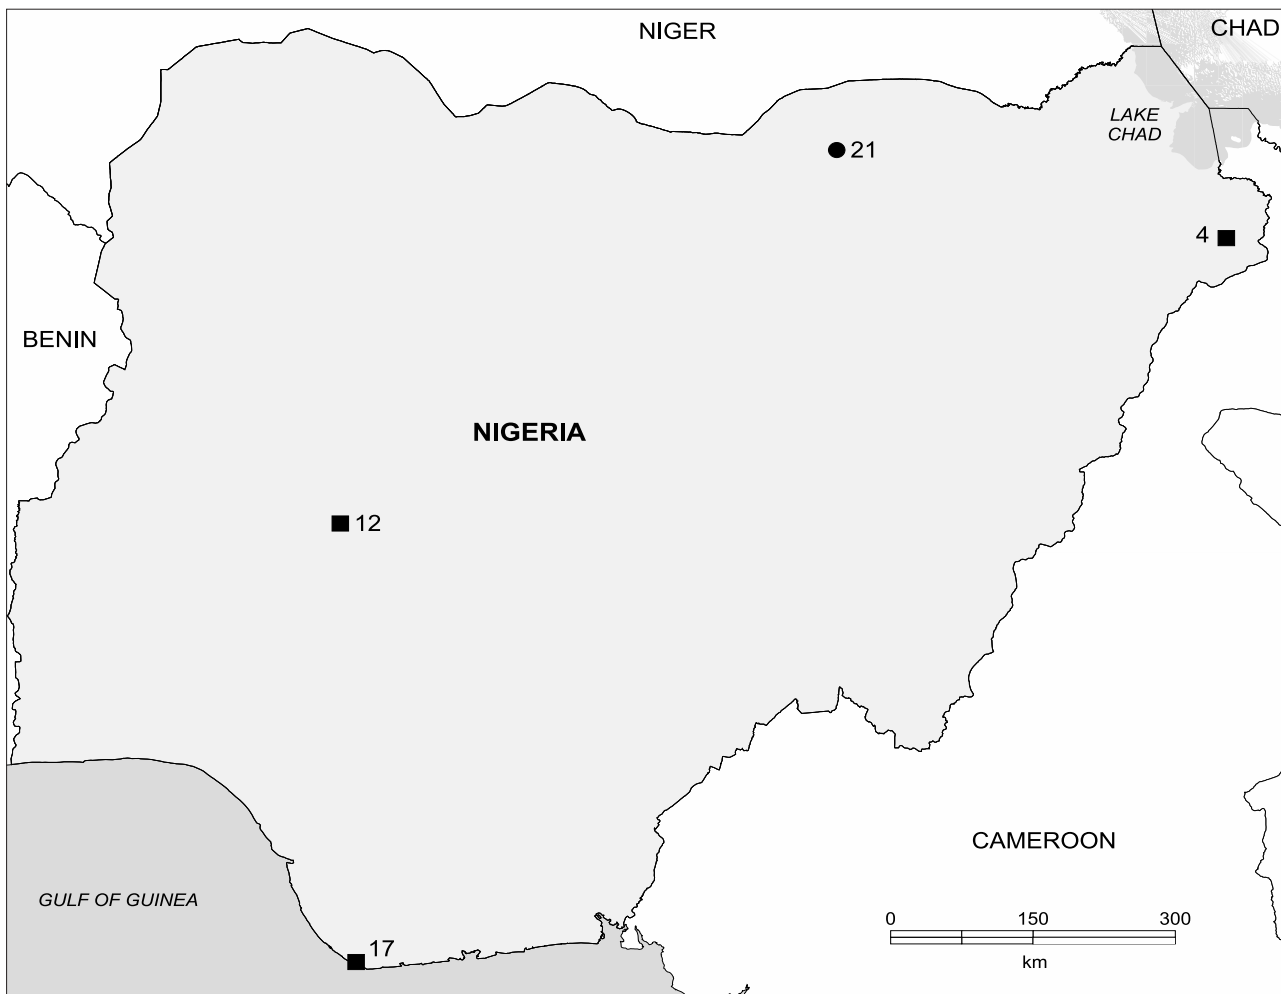 NIGER
CHAD
LAKE
CHAD
21
4
BENIN
NIGERIA
12
CAMEROON
GULF OF GUINEA
0 150 300
km
17